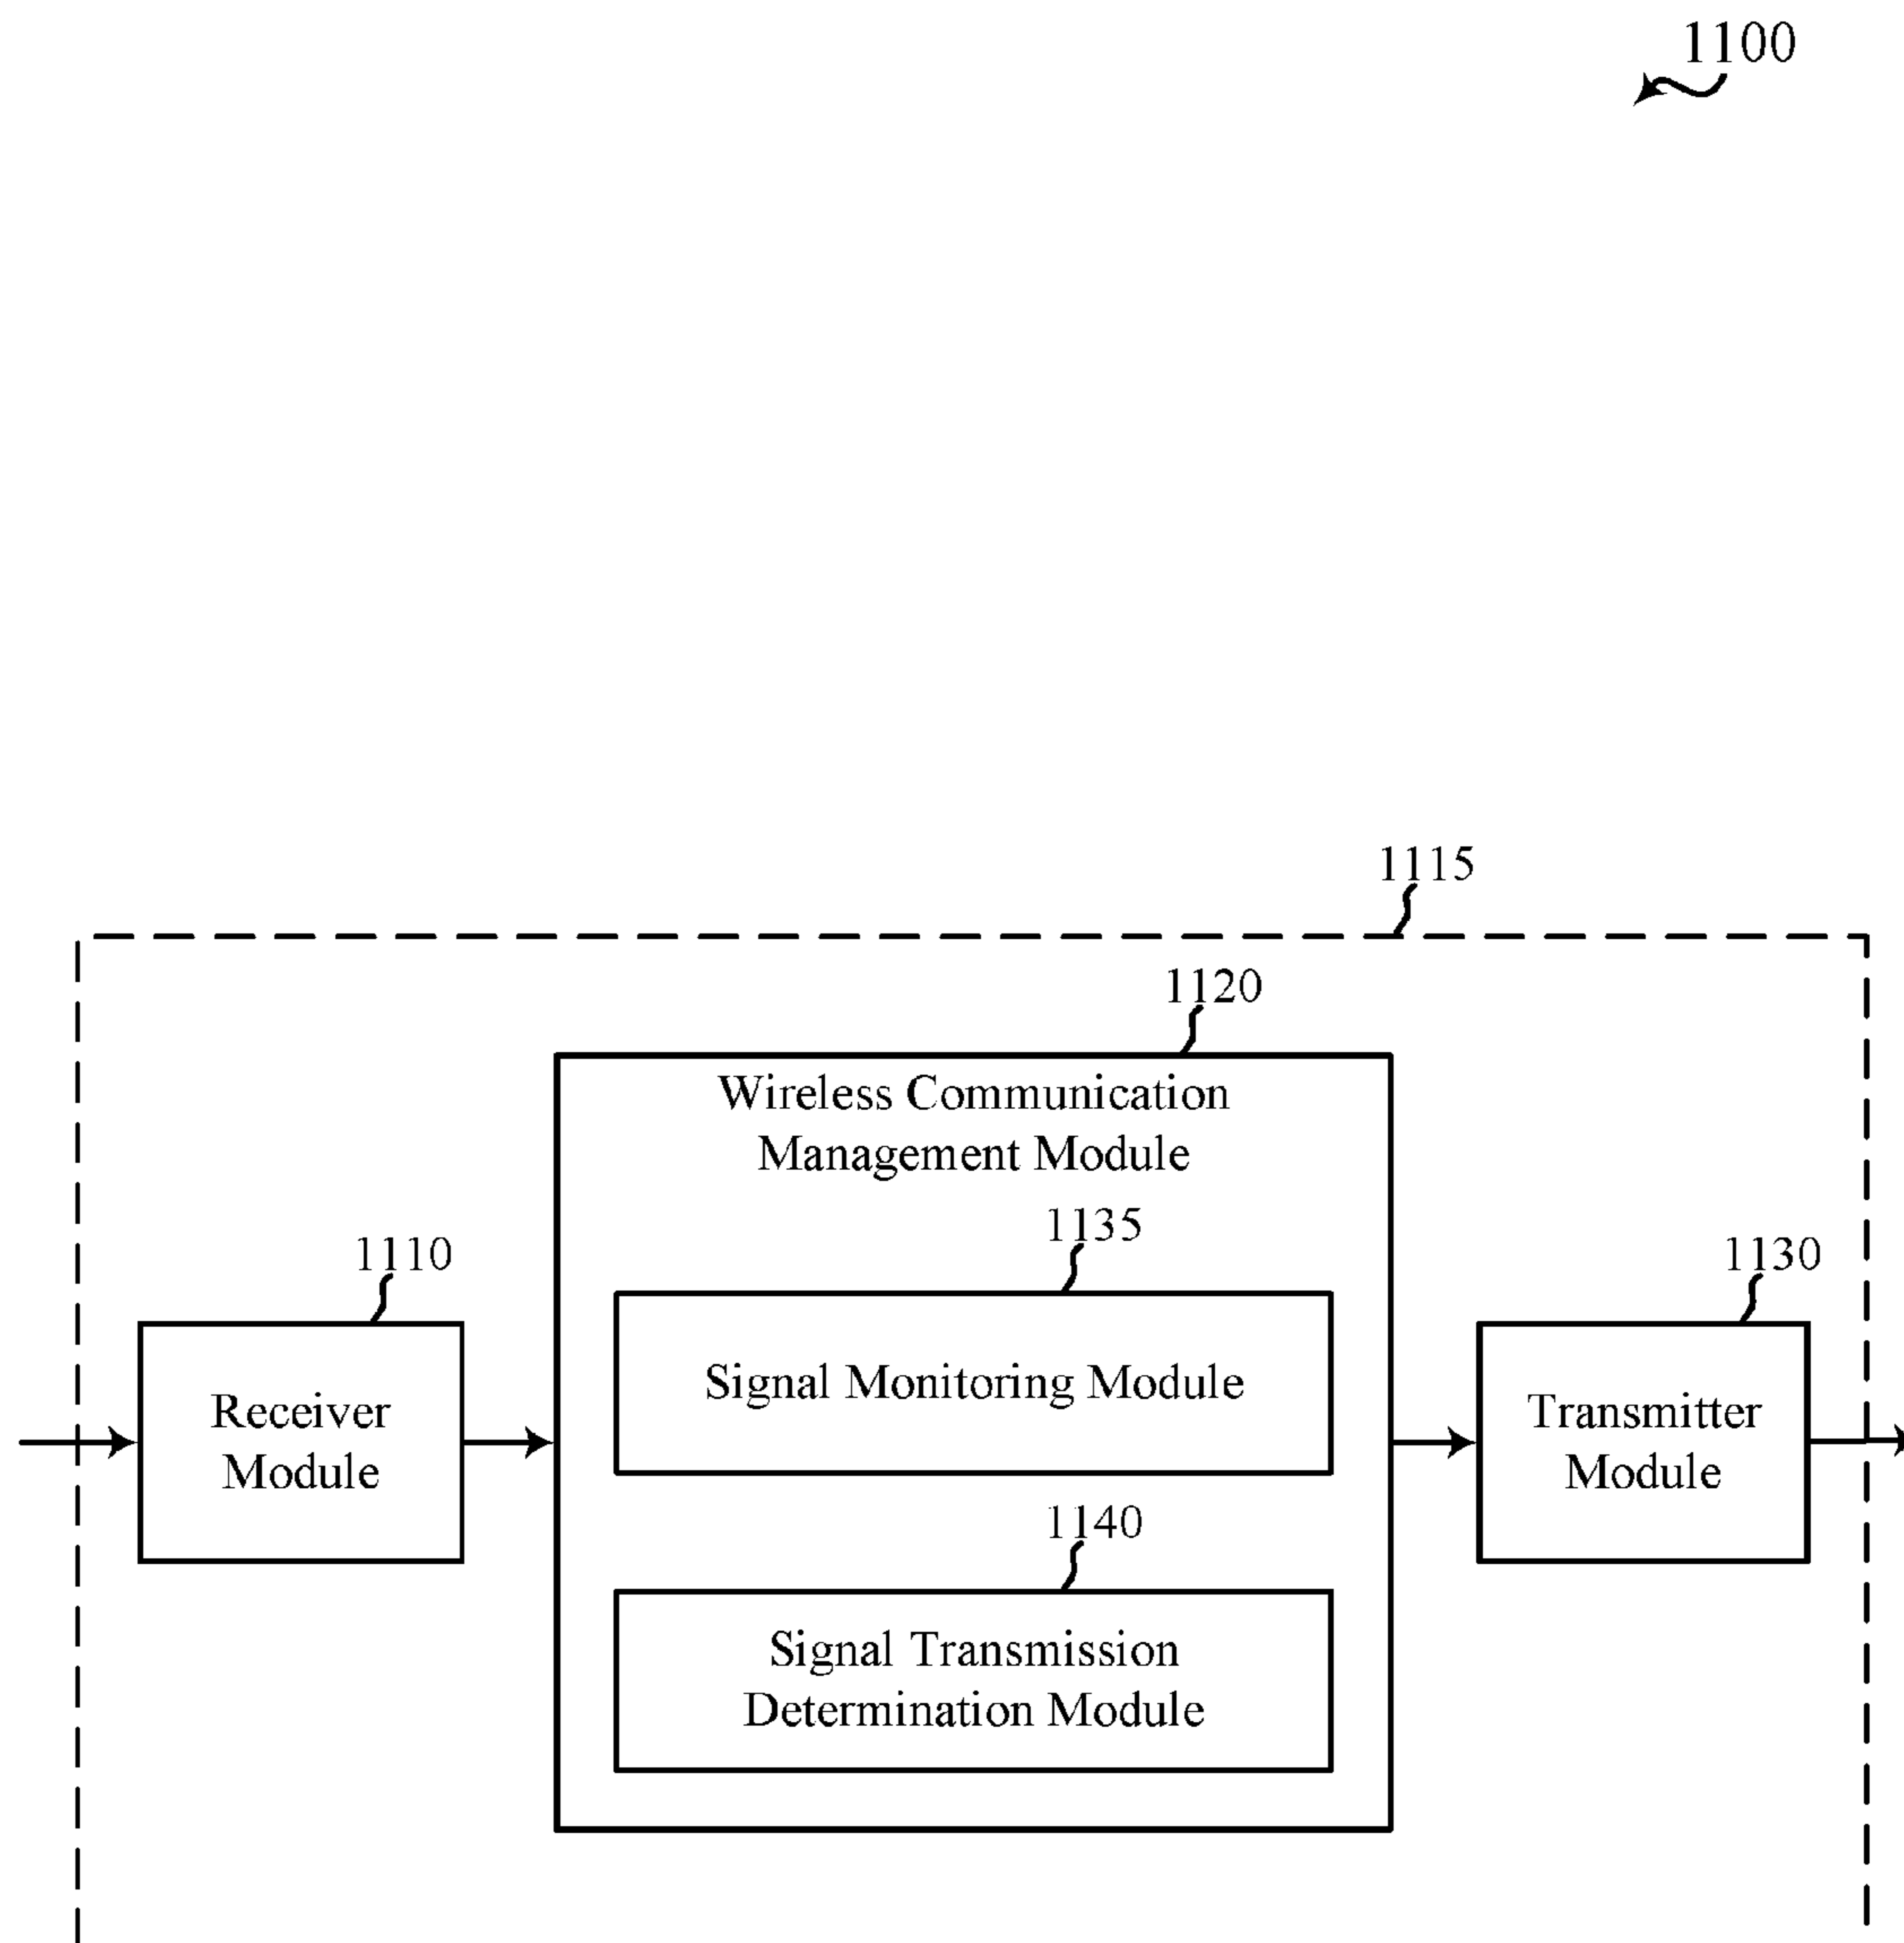 1100
1115
1120
Wireless Communication
Management Module
1135
1110
1130
Signal Monitoring Module
Receiver
Module
Transmitter
Module
1140
Signal Transmission
Determination Module